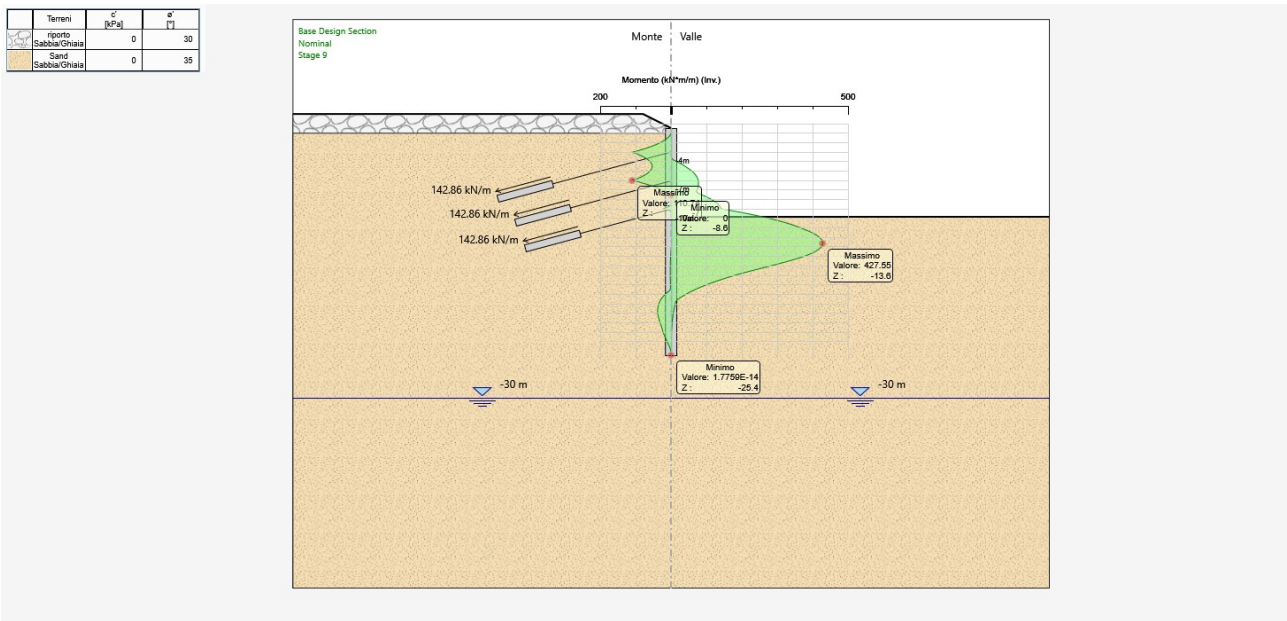 Terreni c' ø'
[kPa] [°]
riporto
Sabbia/Ghiaia 0 30
Sand
Sabbia/Ghiaia 0 35
Base Design Section
Nominal
Stage 9
Monte Valle
Momento (kN*m/m) (Inv.)
200 500
-4m
142.86 kN/m
142.86 kN/m
142.86 kN/m
Massimo
Valore:
Z :
Minimo
Valore: 0
Z : -8.6
Massimo
Valore: 427.55
Z : -13.6
Minimo
Valore: 1.7759E-14
Z : -25.4
-30 m -30 m